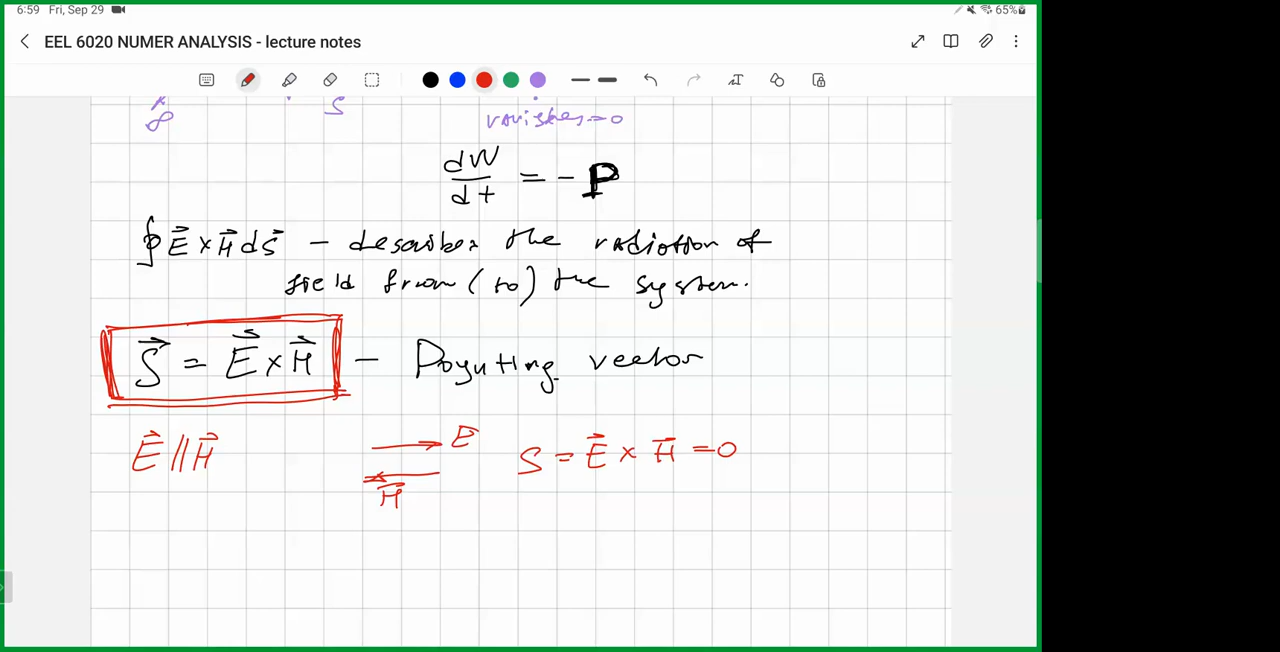 6:59 Fri, Sep 29 65%
EEL 6020 NUMER ANALYSIS - lecture notes
∞ S vanishes = 0
dW/dt = - P
∮ E⃗ × H⃗ dS⃗ - describes the radiation of
field from (to) the system.
S⃗ = E⃗ × H⃗ - Poynting vector
E⃗ // H⃗ E S = E⃗ × H⃗ = 0
H⃗